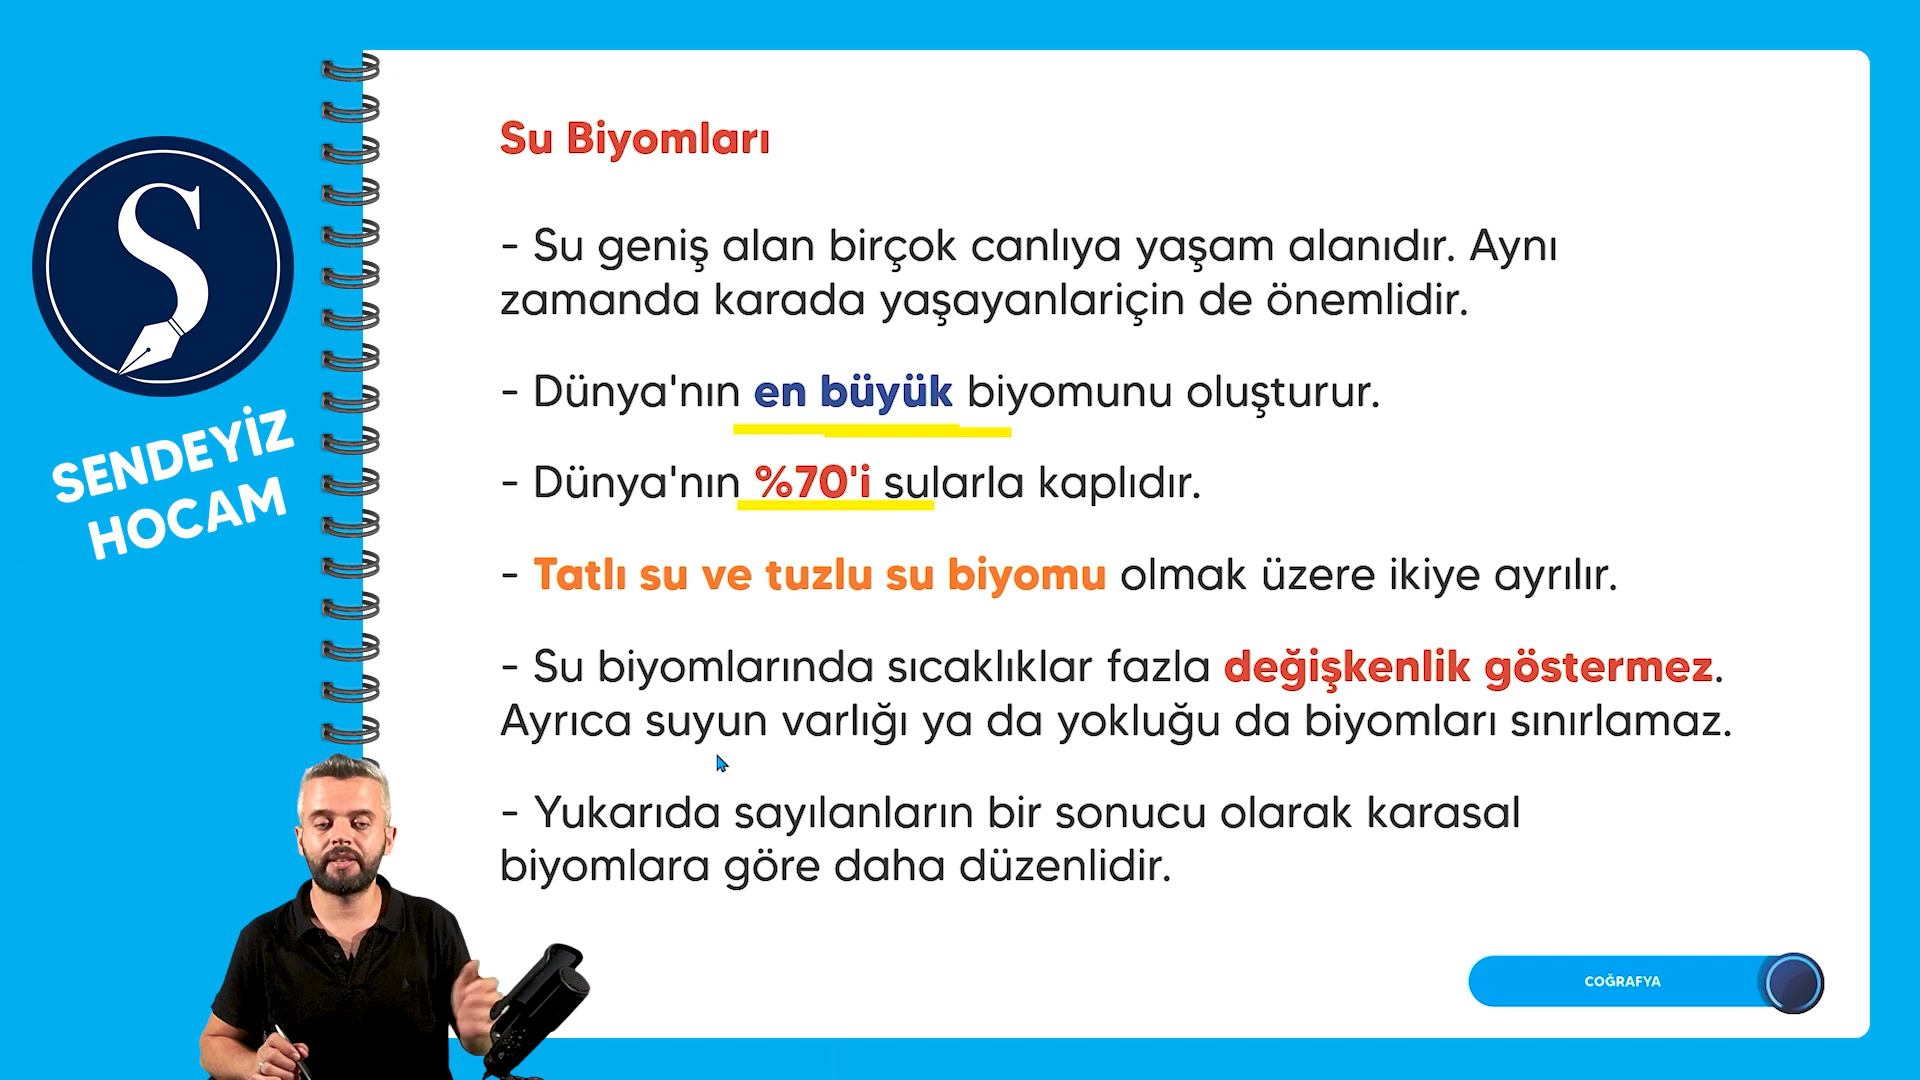 SENDEYİZ
HOCAM
Su Biyomları
- Su geniş alan birçok canlıya yaşam alanıdır. Aynı
zamanda karada yaşayanlariçin de önemlidir.
- Dünya'nın en büyük biyomunu oluşturur.
- Dünya'nın %70'i sularla kaplıdır.
- Tatlı su ve tuzlu su biyomu olmak üzere ikiye ayrılır.
- Su biyomlarında sıcaklıklar fazla değişkenlik göstermez.
Ayrıca suyun varlığı ya da yokluğu da biyomları sınırlamaz.
- Yukarıda sayılanların bir sonucu olarak karasal
biyomlara göre daha düzenlidir.
COĞRAFYA